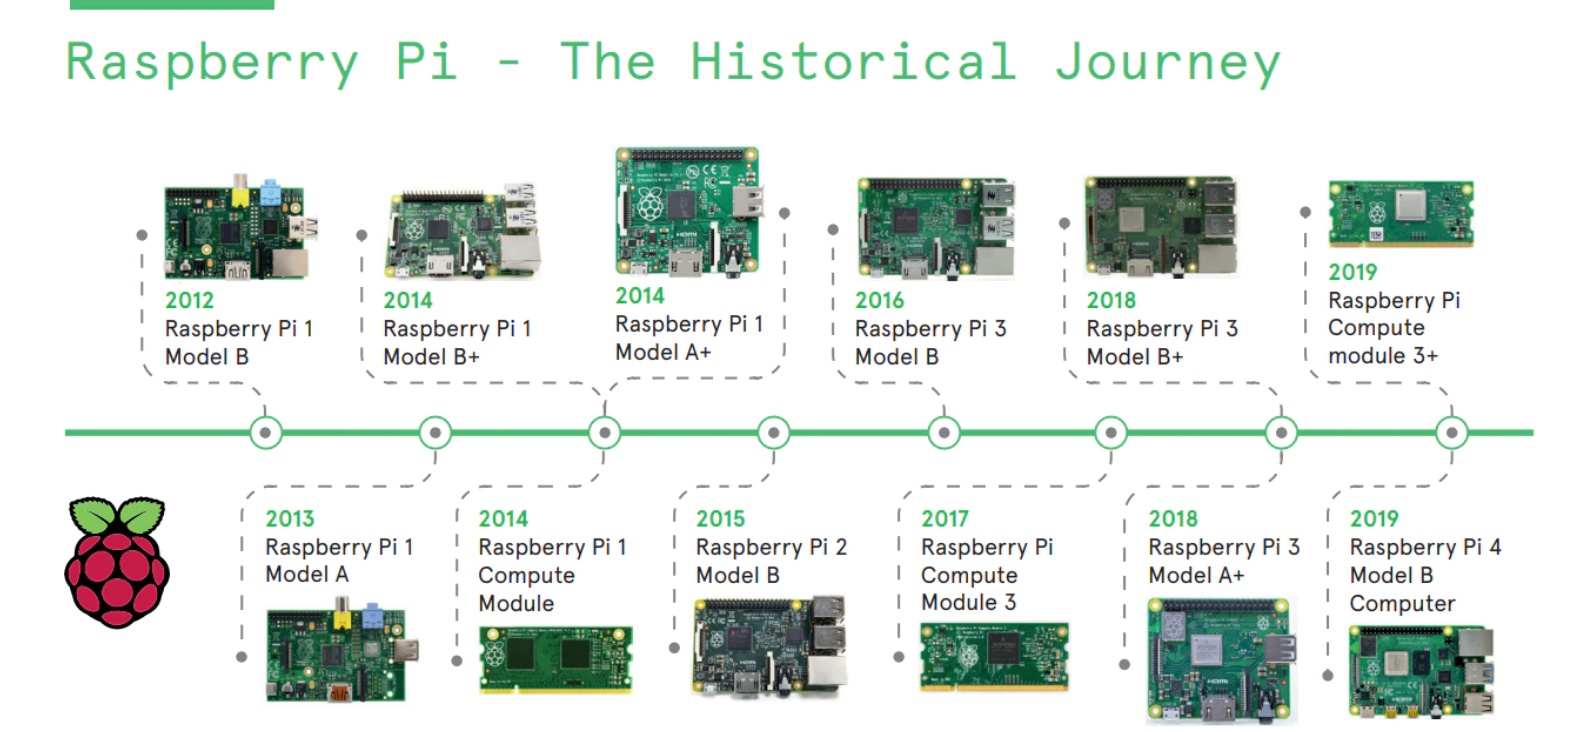 Raspberry Pi - The Historical Journey
2012
Raspberry Pi 1
Model B
2014
Raspberry Pi 1
Model B+
2014
Raspberry Pi 1
Model A+
2016
Raspberry Pi 3
Model B
2018
Raspberry Pi 3
Model B+
2019
Raspberry Pi
Compute
module 3+
2013
Raspberry Pi 1
Model A
2014
Raspberry Pi 1
Compute
Module
2015
Raspberry Pi 2
Model B
2017
Raspberry Pi
Compute
Module 3
2018
Raspberry Pi 3
Model A+
2019
Raspberry Pi 4
Model B
Computer